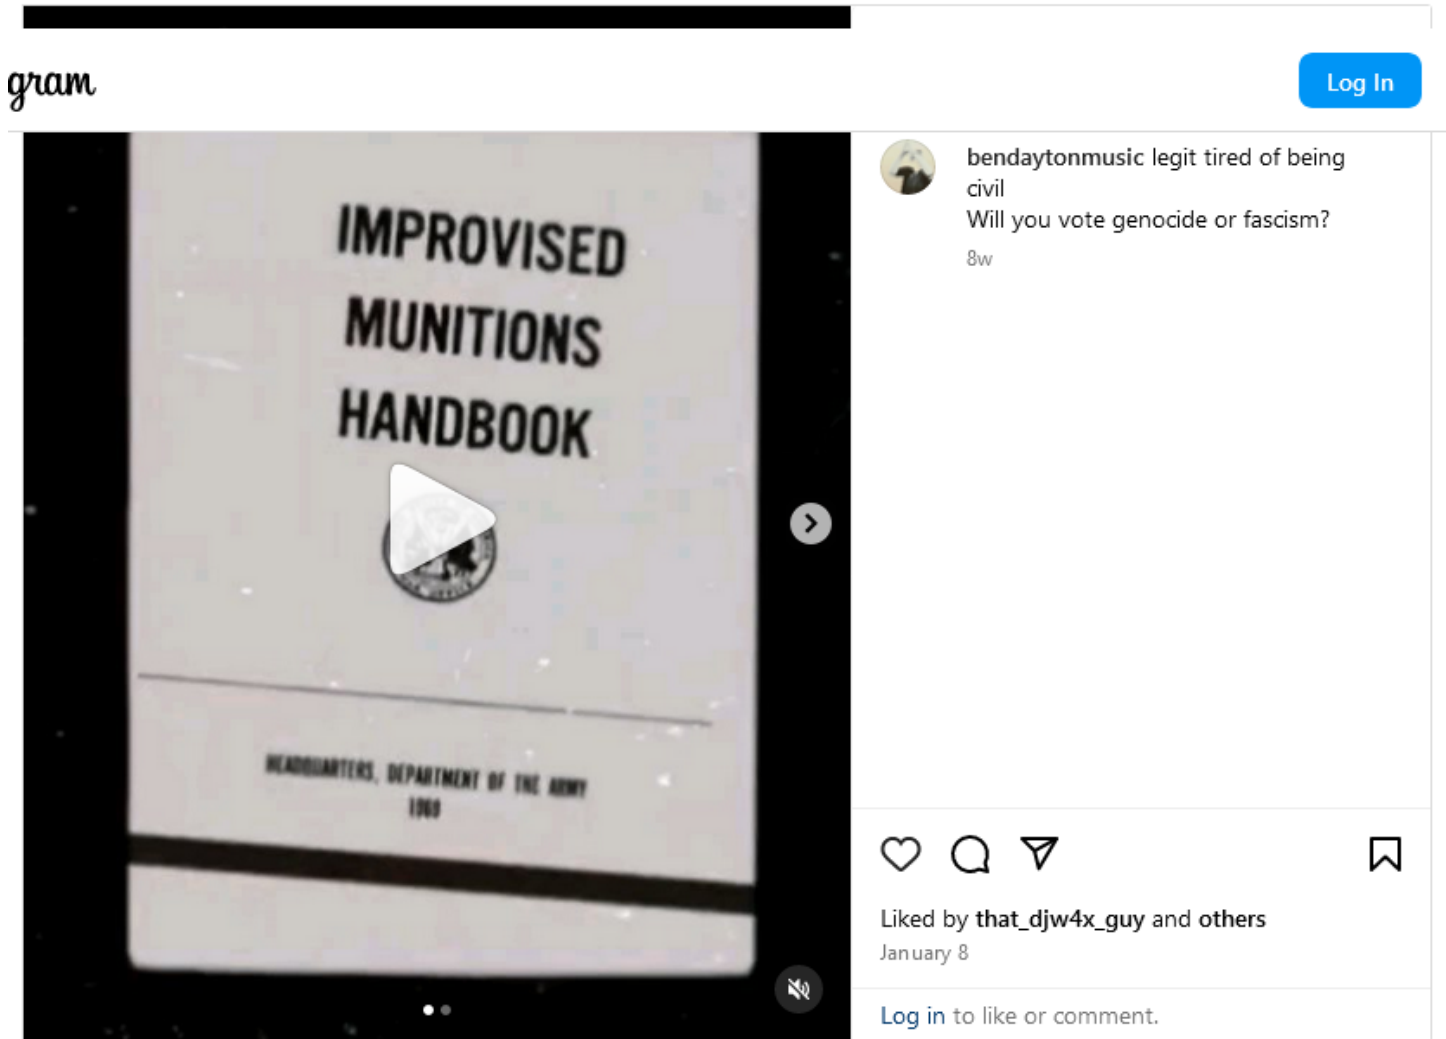 gram
Log In
IMPROVISED
MUNITIONS
HANDBOOK
HEADQUARTERS, DEPARTMENT OF THE ARMY
1969
bendaytonmusic legit tired of being
civil
Will you vote genocide or fascism?
8w
Liked by that_djw4x_guy and others
January 8
Log in to like or comment.